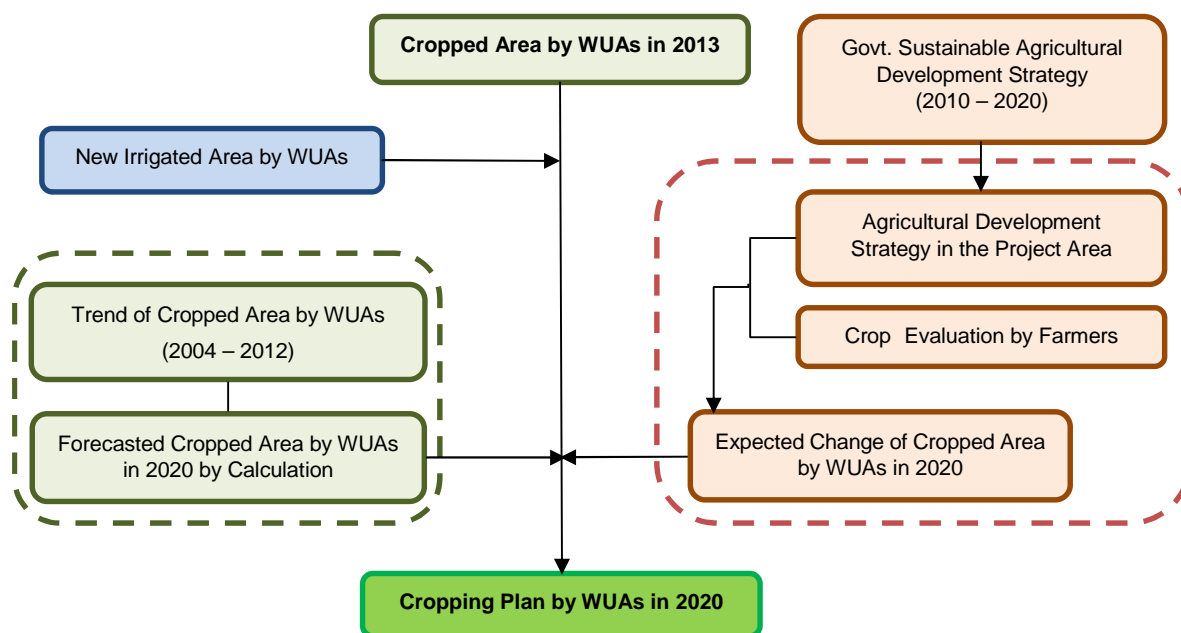 Cropped Area by WUAs in 2013
Govt. Sustainable Agricultural
Development Strategy
(2010 – 2020)
New Irrigated Area by WUAs
Agricultural Development
Strategy in the Project Area
Trend of Cropped Area by WUAs
(2004 – 2012)
Crop Evaluation by Farmers
Forecasted Cropped Area by WUAs
in 2020 by Calculation
Expected Change of Cropped Area
by WUAs in 2020
Cropping Plan by WUAs in 2020